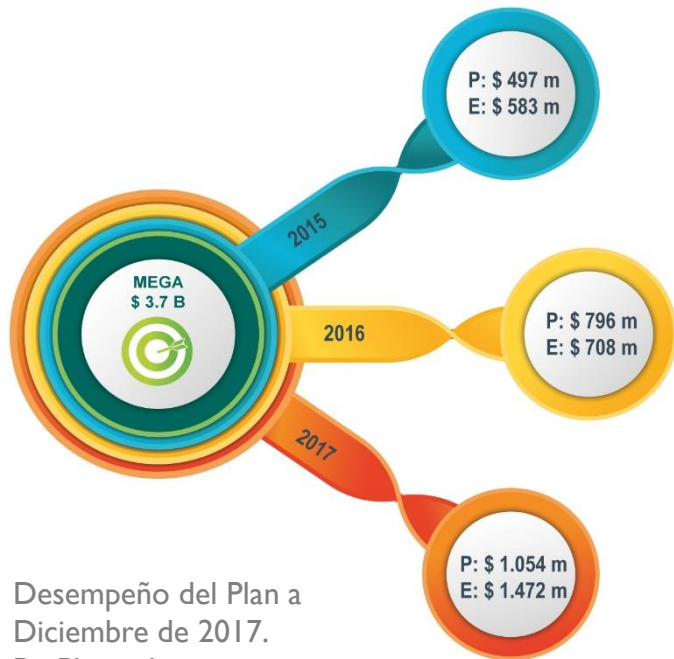 P: $ 497 m
E: $ 583 m
2015
MEGA
$ 3.7 B
2016
P: $ 796 m
E: $ 708 m
2017
P: $ 1.054 m
E: $ 1.472 m
Desempeño del Plan a
Diciembre de 2017.